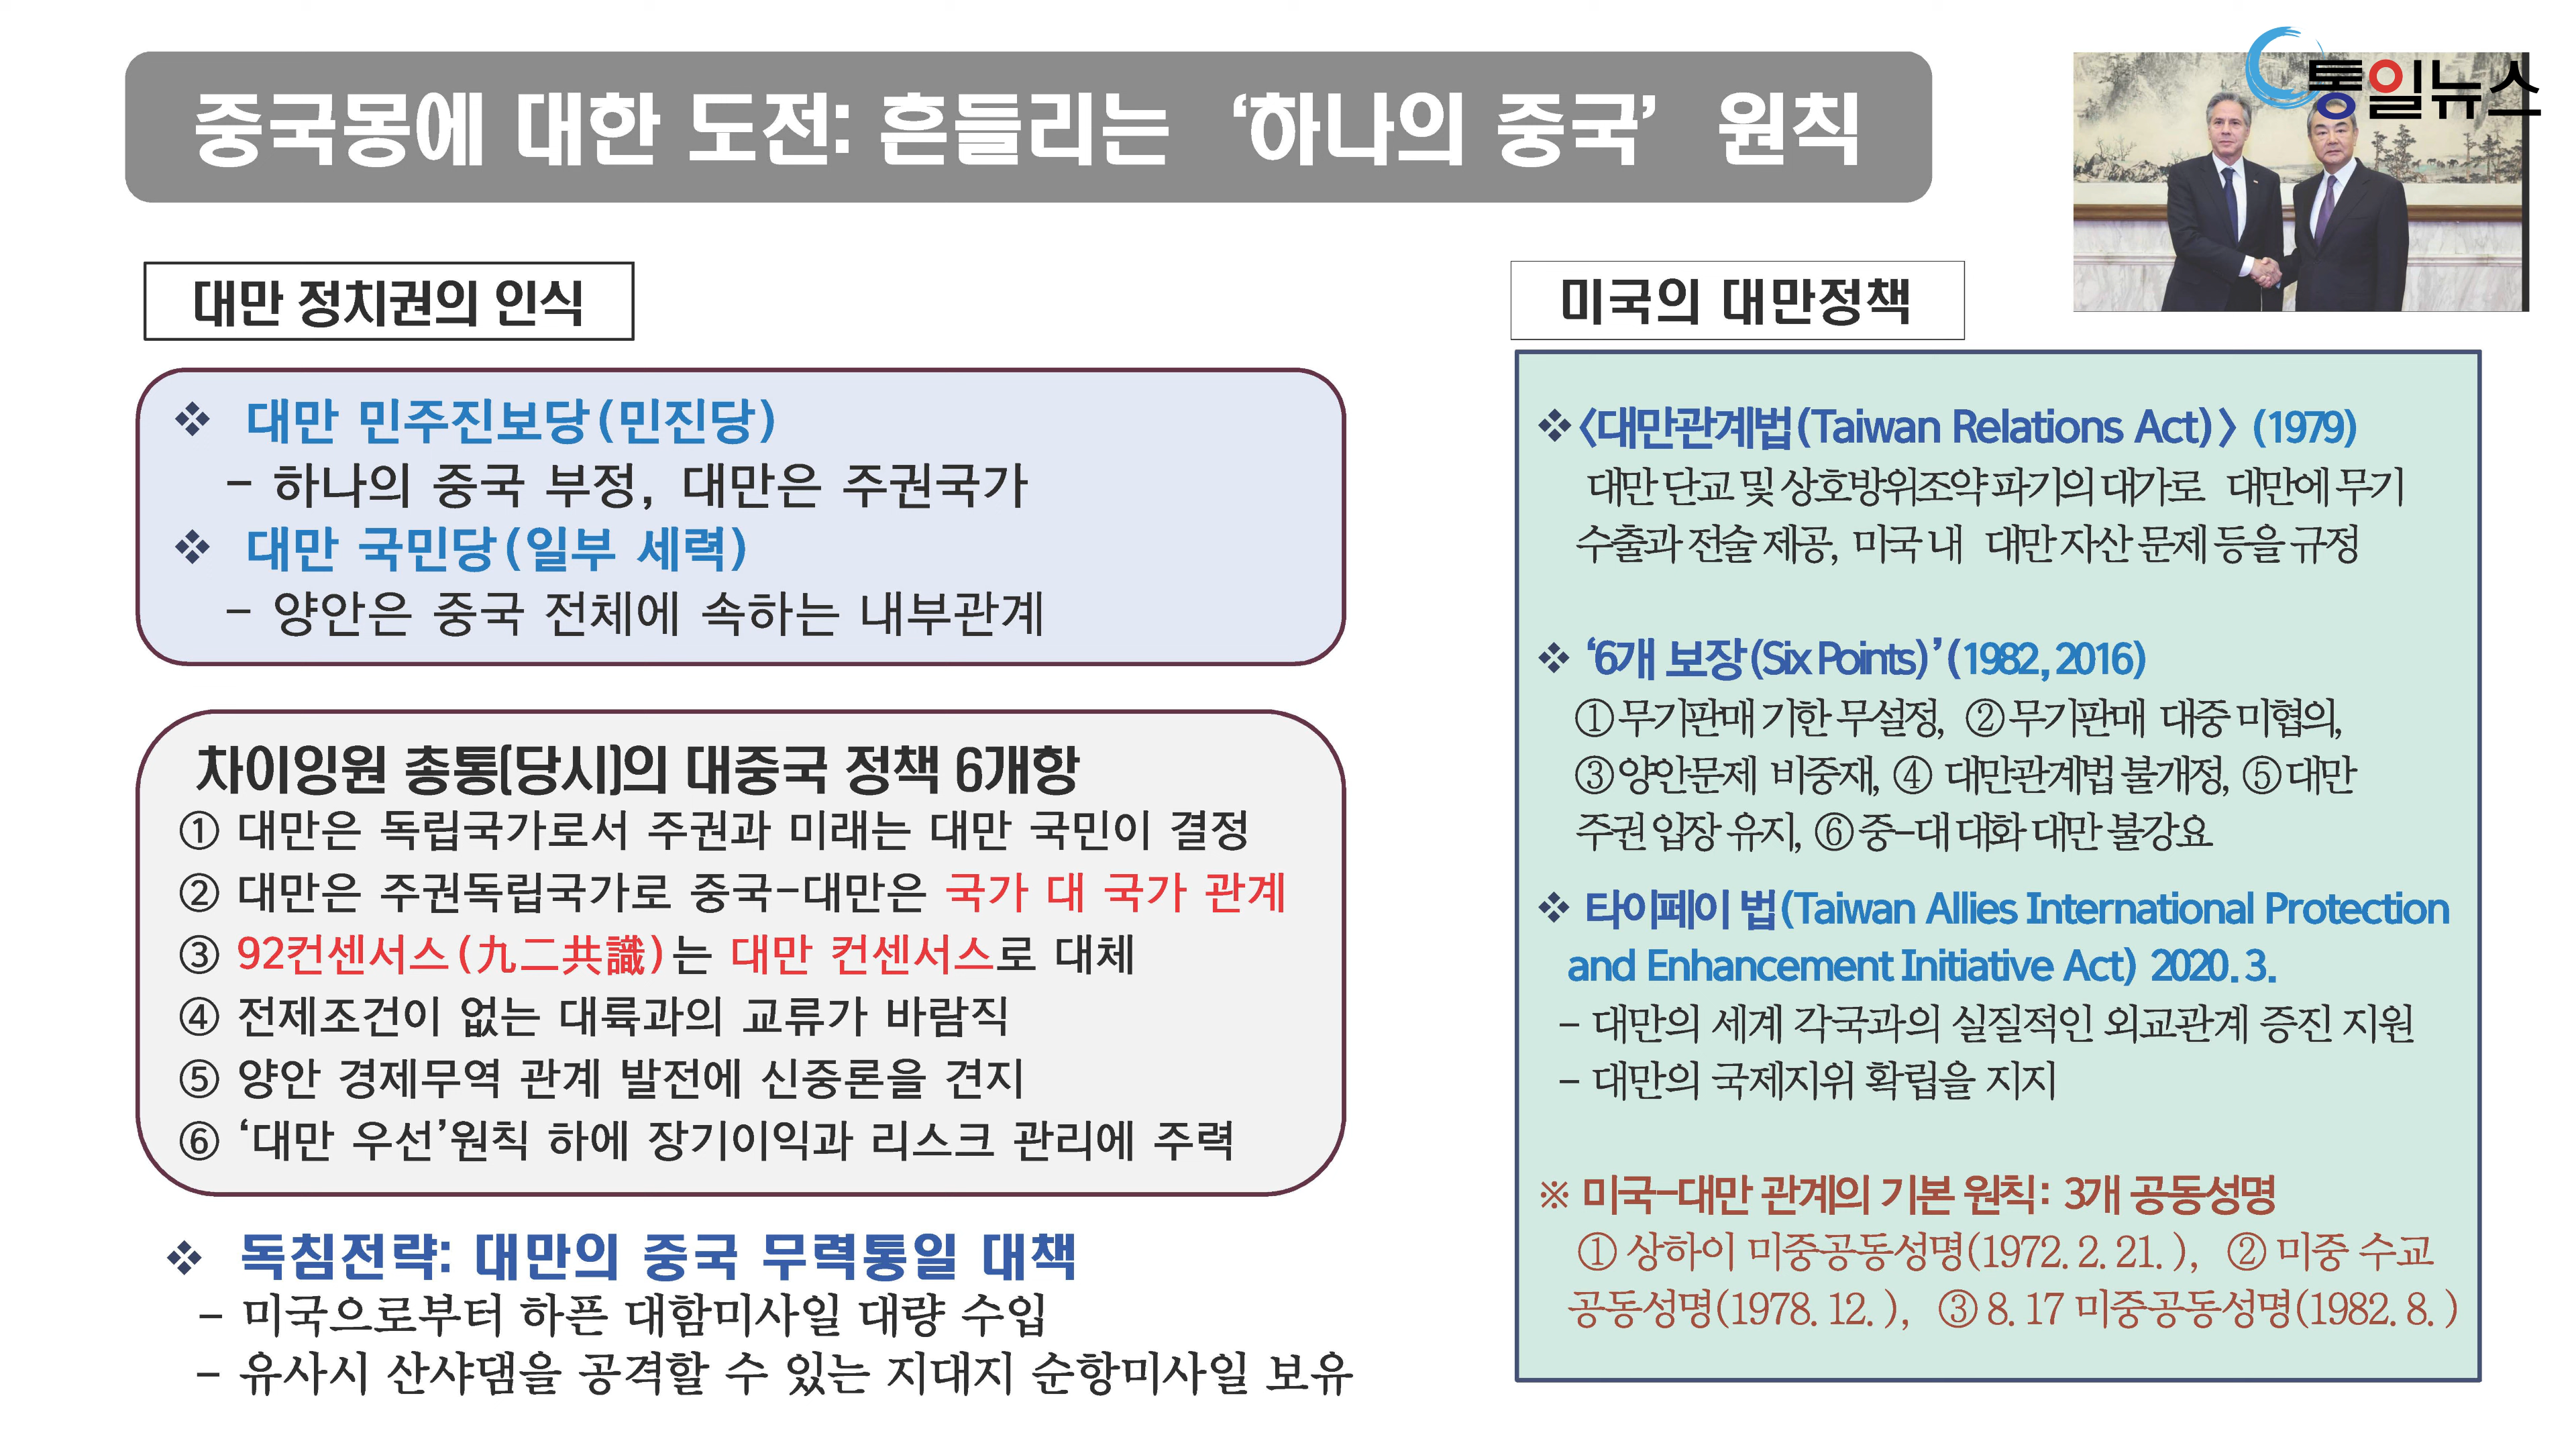 중국몽에 대한 도전: 흔들리는 ‘하나의 중국’ 원칙
통일뉴스
대만 정치권의 인식
❖ 대만 민주진보당(민진당)
- 하나의 중국 부정, 대만은 주권국가
❖ 대만 국민당(일부 세력)
- 양안은 중국 전체에 속하는 내부관계
차이잉원 총통(당시)의 대중국 정책 6개항
① 대만은 독립국가로서 주권과 미래는 대만 국민이 결정
② 대만은 주권독립국가로 중국-대만은 국가 대 국가 관계
③ 92컨센서스(九二共識)는 대만 컨센서스로 대체
④ 전제조건이 없는 대륙과의 교류가 바람직
⑤ 양안 경제무역 관계 발전에 신중론을 견지
⑥ ‘대만 우선’원칙 하에 장기이익과 리스크 관리에 주력
❖ 독침전략: 대만의 중국 무력통일 대책
- 미국으로부터 하픈 대함미사일 대량 수입
- 유사시 산샤댐을 공격할 수 있는 지대지 순항미사일 보유
미국의 대만정책
❖〈대만관계법(Taiwan Relations Act)〉 (1979)
대만 단교 및 상호방위조약 파기의 대가로 대만에 무기
수출과 전술 제공, 미국 내 대만 자산 문제 등을 규정
❖ ‘6개 보장(Six Points)’(1982, 2016)
① 무기판매 기한 무설정, ② 무기판매 대중 미협의,
③ 양안문제 비중재, ④ 대만관계법 불개정, ⑤ 대만
주권 입장 유지, ⑥ 중-대 대화 대만 불강요
❖ 타이페이 법(Taiwan Allies International Protection
and Enhancement Initiative Act) 2020. 3.
- 대만의 세계 각국과의 실질적인 외교관계 증진 지원
- 대만의 국제지위 확립을 지지
※ 미국-대만 관계의 기본 원칙: 3개 공동성명
① 상하이 미중공동성명(1972. 2. 21. ), ② 미중 수교
공동성명(1978. 12. ), ③ 8. 17 미중공동성명(1982. 8. )